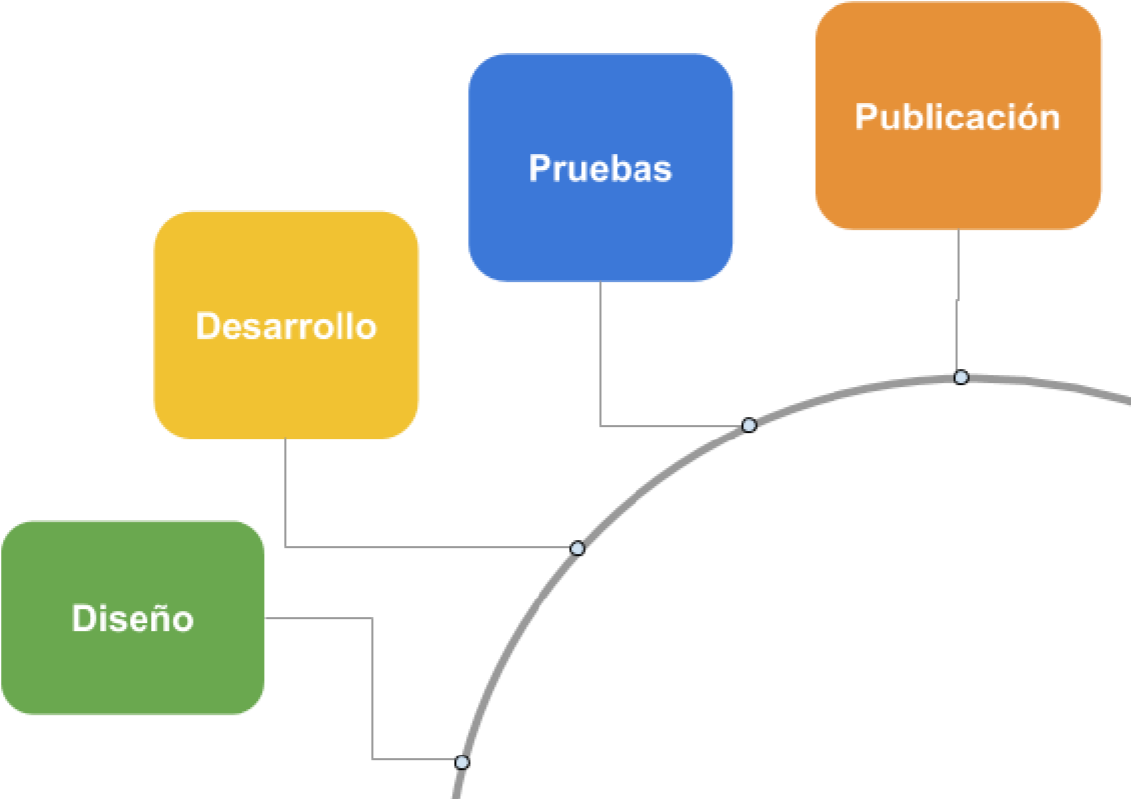 Publicación
Pruebas
Desarrollo
Diseño